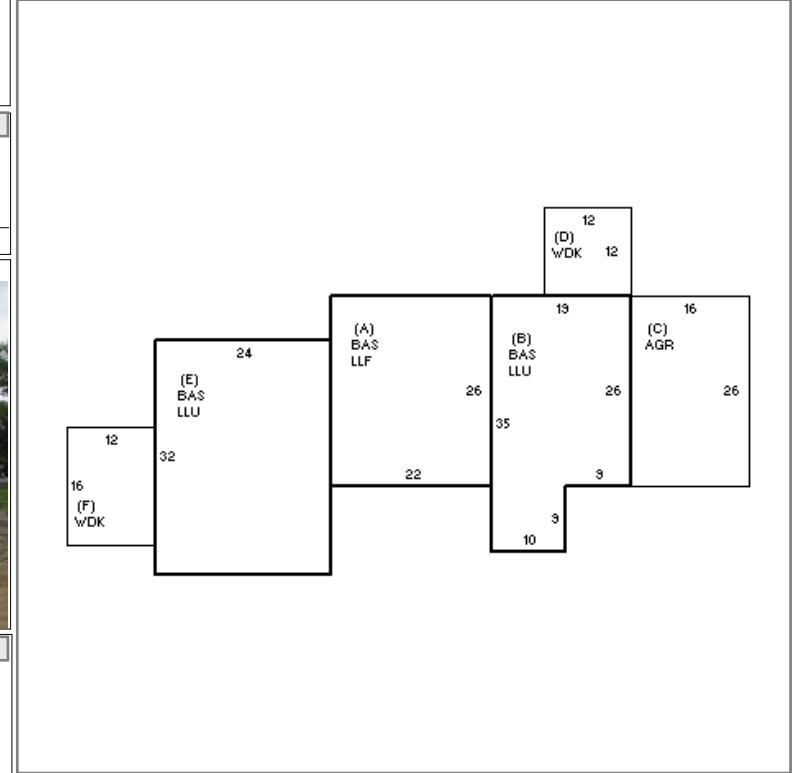 12
(D)
WDK 12
19
(B)
BAS
LLU
26
35
9
9
10
16
(C)
AGR
26
(A)
BAS
LLF
26
22
24
(E)
BAS
LLU
32
12
16
(F)
WDK